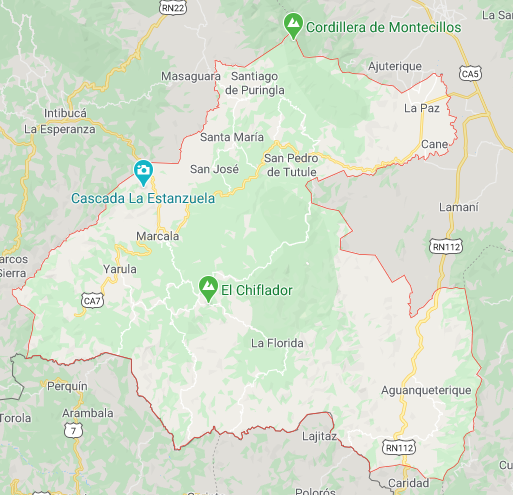 RN22
Cordillera de Montecillos
La San
Masaguara
Santiago
de Puringla
Ajuterique
CA5
Intibucá
La Esperanza
La Paz
Santa María
Cane
San Pedro
de Tutule
San José
Cascada La Estanzuela
Lamaní
Marcala
RN112
arcos
Sierra
Yarula
CA7
El Chiflador
La Florida
Perquín
Aguanqueterique
Torola
Arambala
7
Lajitaz
RN112
Caridad
Polorós